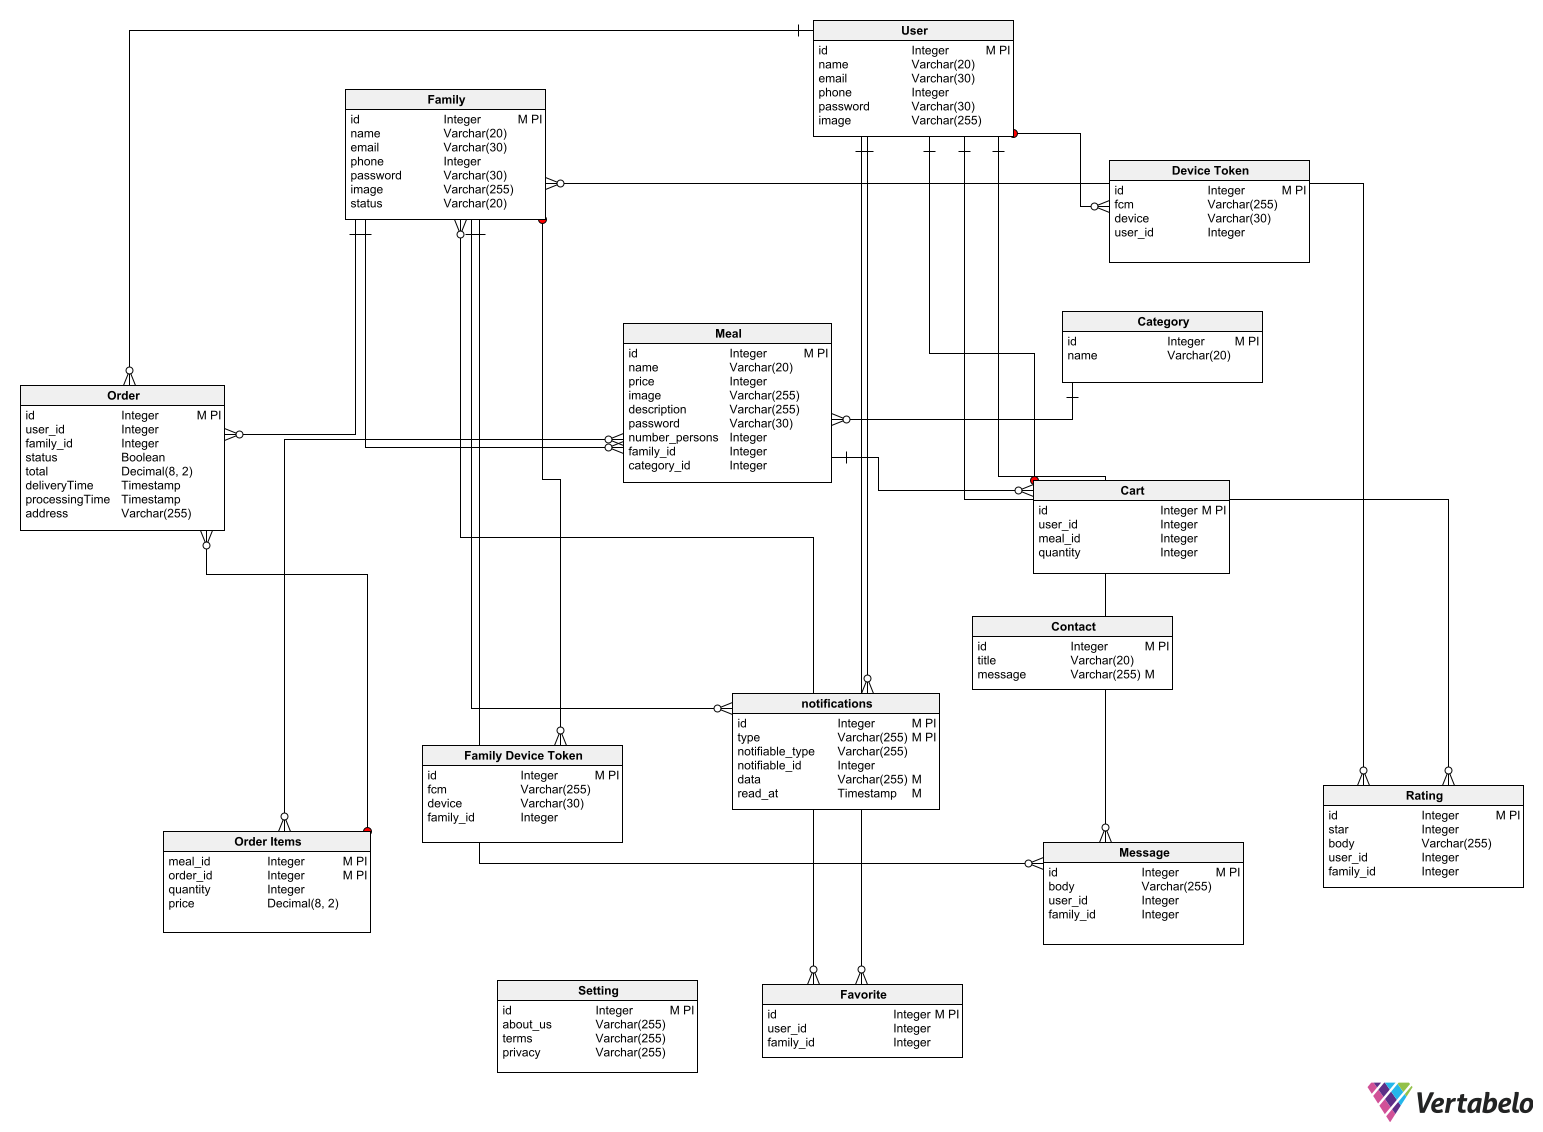 User
id Integer M PI
name Varchar(20)
email Varchar(30)
phone Integer
password Varchar(30)
image Varchar(255)
Family
id Integer M PI
name Varchar(20)
email Varchar(30)
phone Integer
password Varchar(30)
image Varchar(255)
status Varchar(20)
Device Token
id Integer M PI
fcm Varchar(255)
device Varchar(30)
user_id Integer
Category
id Integer M PI
name Varchar(20)
Meal
id Integer M PI
name Varchar(20)
price Integer
image Varchar(255)
description Varchar(255)
password Varchar(30)
number_persons Integer
family_id Integer
category_id Integer
Order
id Integer M PI
user_id Integer
family_id Integer
status Boolean
total Decimal(8, 2)
deliveryTime Timestamp
processingTime Timestamp
address Varchar(255)
Cart
id Integer M PI
user_id Integer
meal_id Integer
quantity Integer
Contact
id Integer M PI
title Varchar(20)
message Varchar(255) M
notifications
id Integer M PI
type Varchar(255) M PI
notifiable_type Varchar(255)
notifiable_id Integer
data Varchar(255) M
read_at Timestamp M
Family Device Token
id Integer M PI
fcm Varchar(255)
device Varchar(30)
family_id Integer
Rating
id Integer M PI
star Integer
body Varchar(255)
user_id Integer
family_id Integer
Order Items
meal_id Integer M PI
order_id Integer M PI
quantity Integer
price Decimal(8, 2)
Message
id Integer M PI
body Varchar(255)
user_id Integer
family_id Integer
Setting
id Integer M PI
about_us Varchar(255)
terms Varchar(255)
privacy Varchar(255)
Favorite
id Integer M PI
user_id Integer
family_id Integer
Vertabelo